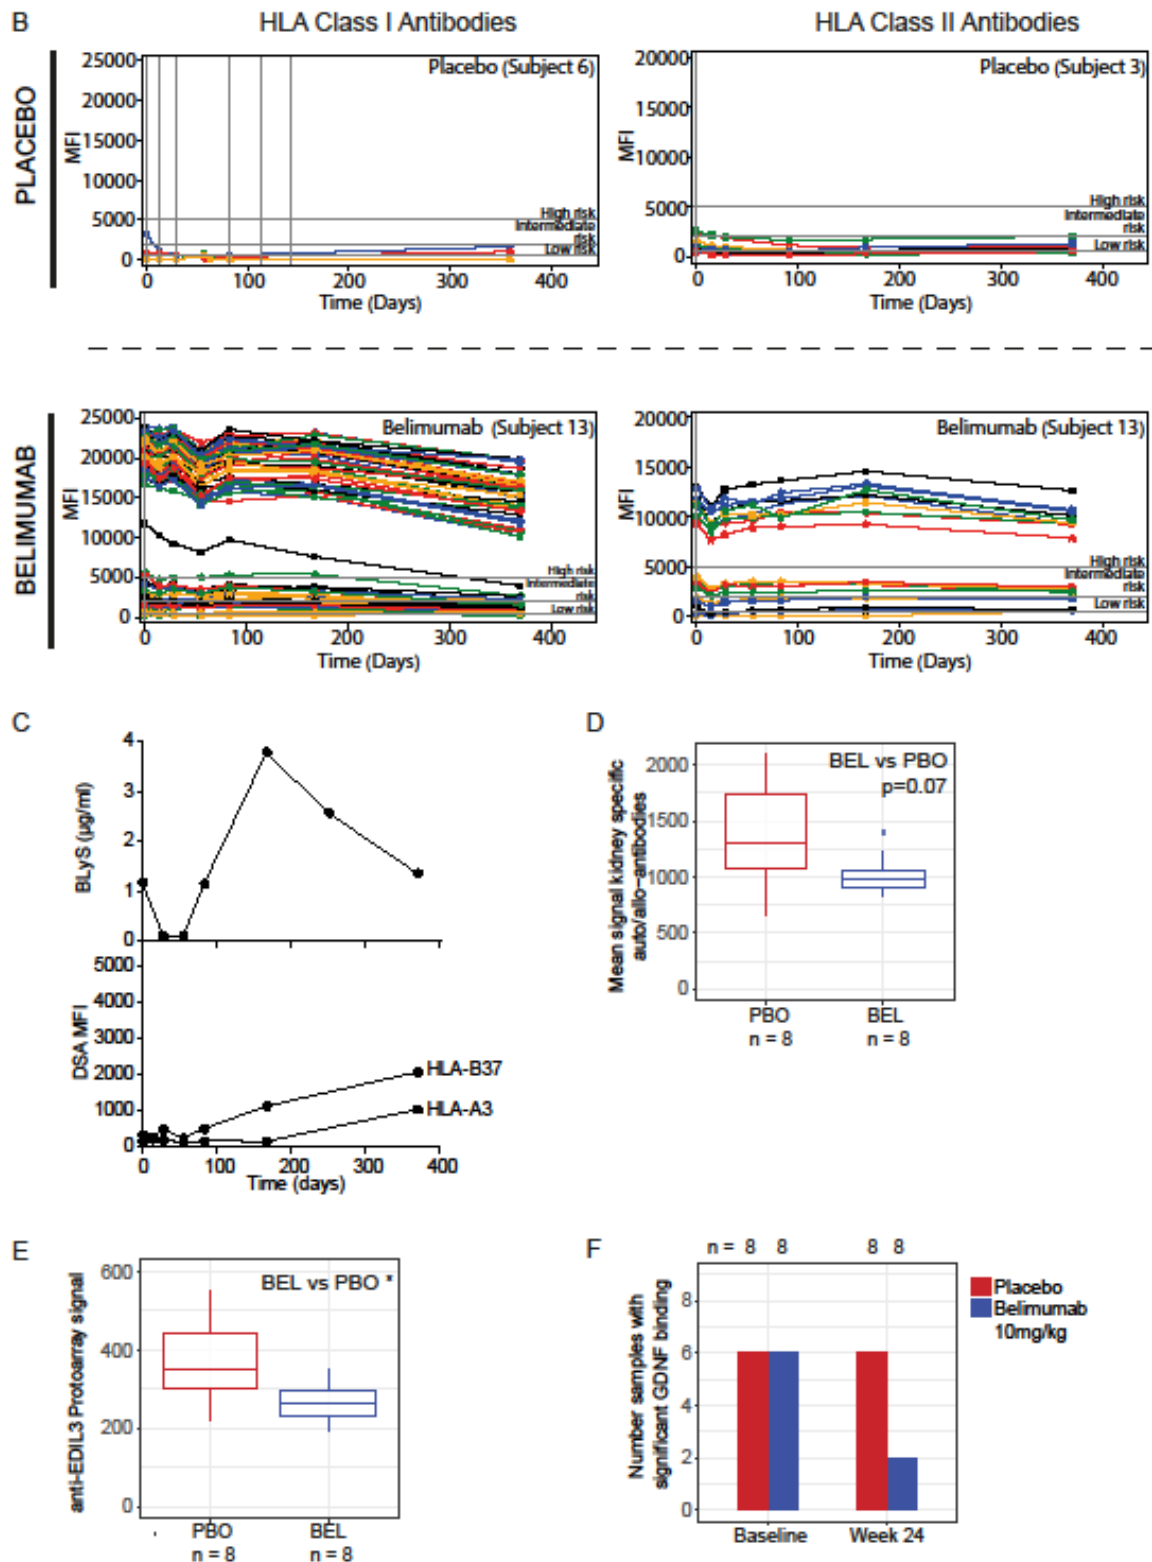 B
HLA Class I Antibodies
HLA Class II Antibodies
PLACEBO
MFI
25000
20000
15000
10000
5000
0
Placebo (Subject 6)
High risk
Intermediate
risk
Low risk
0 100 200 300 400
Time (Days)
MFI
20000
15000
10000
5000
0
Placebo (Subject 3)
High risk
Intermediate
risk
Low risk
0 100 200 300 400
Time (Days)
BELIMUMAB
MFI
25000
20000
15000
10000
5000
0
Belimumab (Subject 13)
High risk
Intermediate
risk
Low risk
0 100 200 300 400
Time (Days)
MFI
20000
15000
10000
5000
0
Belimumab (Subject 13)
High risk
Intermediate
risk
Low risk
0 100 200 300 400
Time (Days)
C
BLyS (µg/ml)
4
3
2
1
0
DSA MFI
5000
4000
3000
2000
1000
0
HLA-B37
HLA-A3
0 100 200 300 400
Time (days)
D
Mean signal kidney specific
auto/allo-antibodies
2000
1500
1000
500
0
BEL vs PBO
p=0.07
PBO BEL
n = 8 n = 8
E
anti-EDIL3 Protoarray signal
600
400
200
0
BEL vs PBO *
PBO BEL
n = 8 n = 8
F
n = 8 8 8 8
Number samples with
significant GDNF binding
8
6
4
2
0
Baseline Week 24
Placebo
Belimumab
10mg/kg